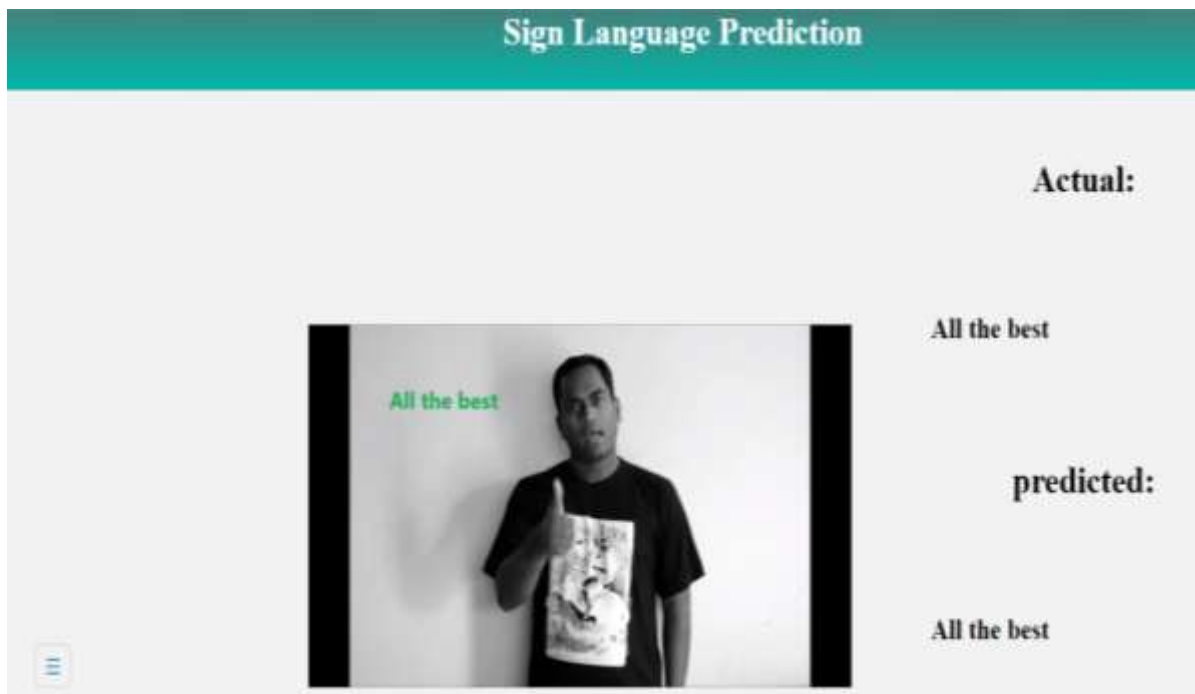 Sign Language Prediction
Actual:
All the best
All the best
predicted:
All the best